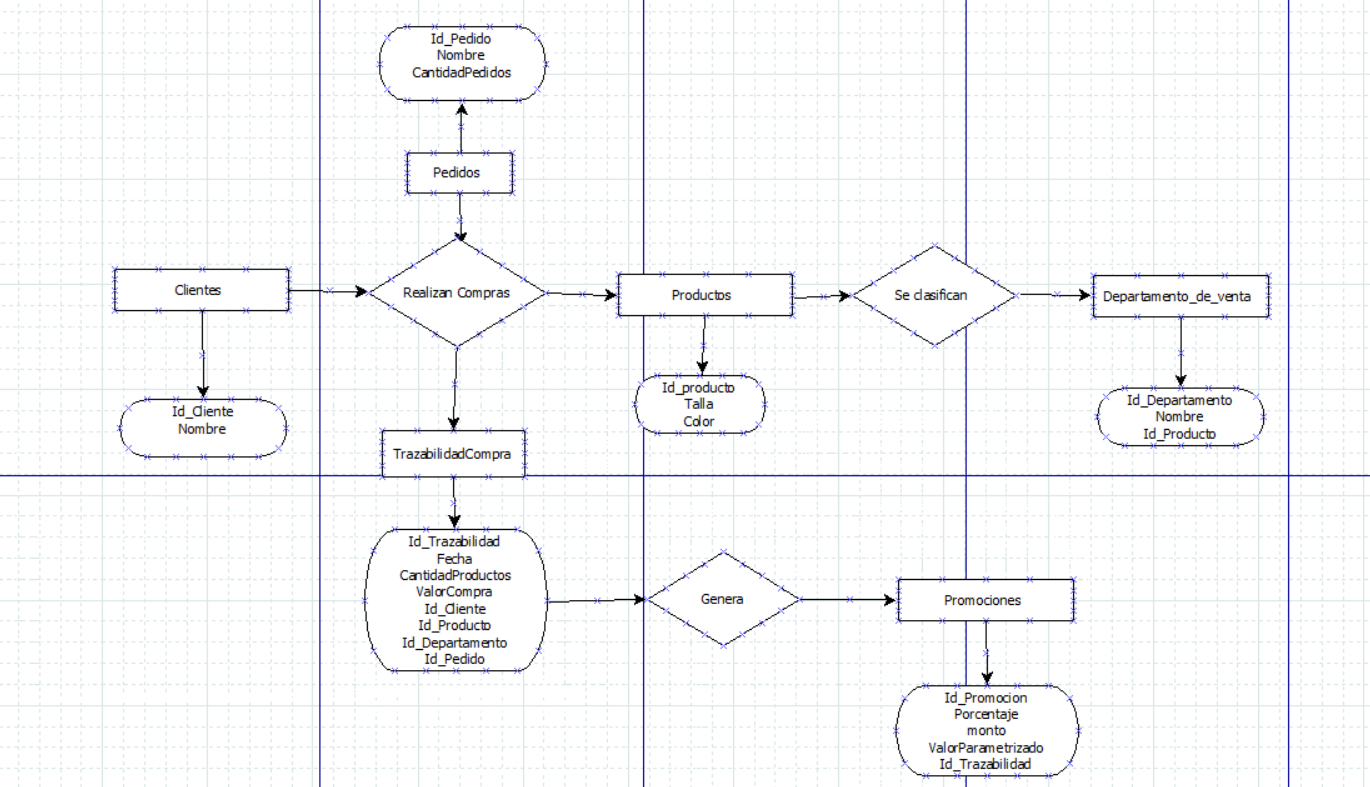 Id_Pedido
Nombre
CantidadPedidos
Pedidos
Clientes
Realizan Compras
Productos
Se clasifican
Departamento_de_venta
Id_Cliente
Nombre
Id_producto
Talla
Color
Id_Departamento
Nombre
Id_Producto
TrazabilidadCompra
Id_Trazabilidad
Fecha
CantidadProductos
ValorCompra
Id_Cliente
Id_Producto
Id_Departamento
Id_Pedido
Genera
Promociones
Id_Promocion
Porcentaje
monto
ValorParametrizado
Id_Trazabilidad